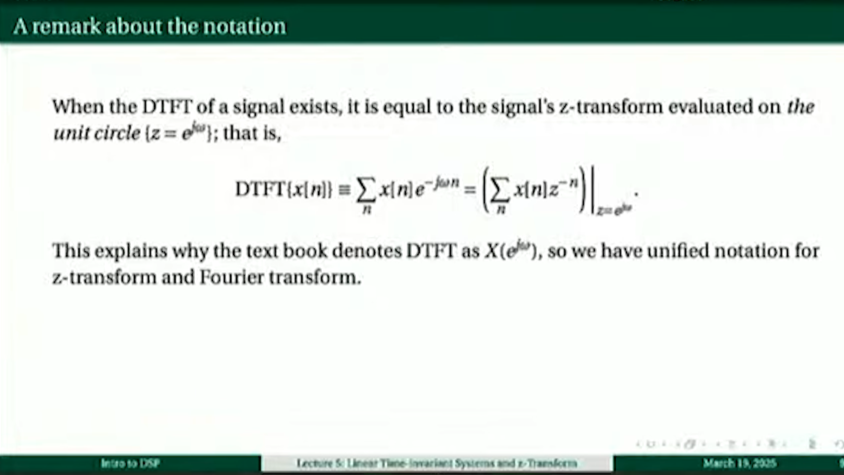 A remark about the notation
When the DTFT of a signal exists, it is equal to the signal's z-transform evaluated on the
unit circle {z = e^{jω}}; that is,
DTFT{x[n]} ≡ ∑_n x[n]e^{−jωn} = (∑_n x[n]z^{−n})|_{z=e^{jω}}.
This explains why the text book denotes DTFT as X(e^{jω}), so we have unified notation for
z-transform and Fourier transform.
Intro to DSP Lecture 5: Linear Time-Invariant Systems and z-Transform March 19, 2025